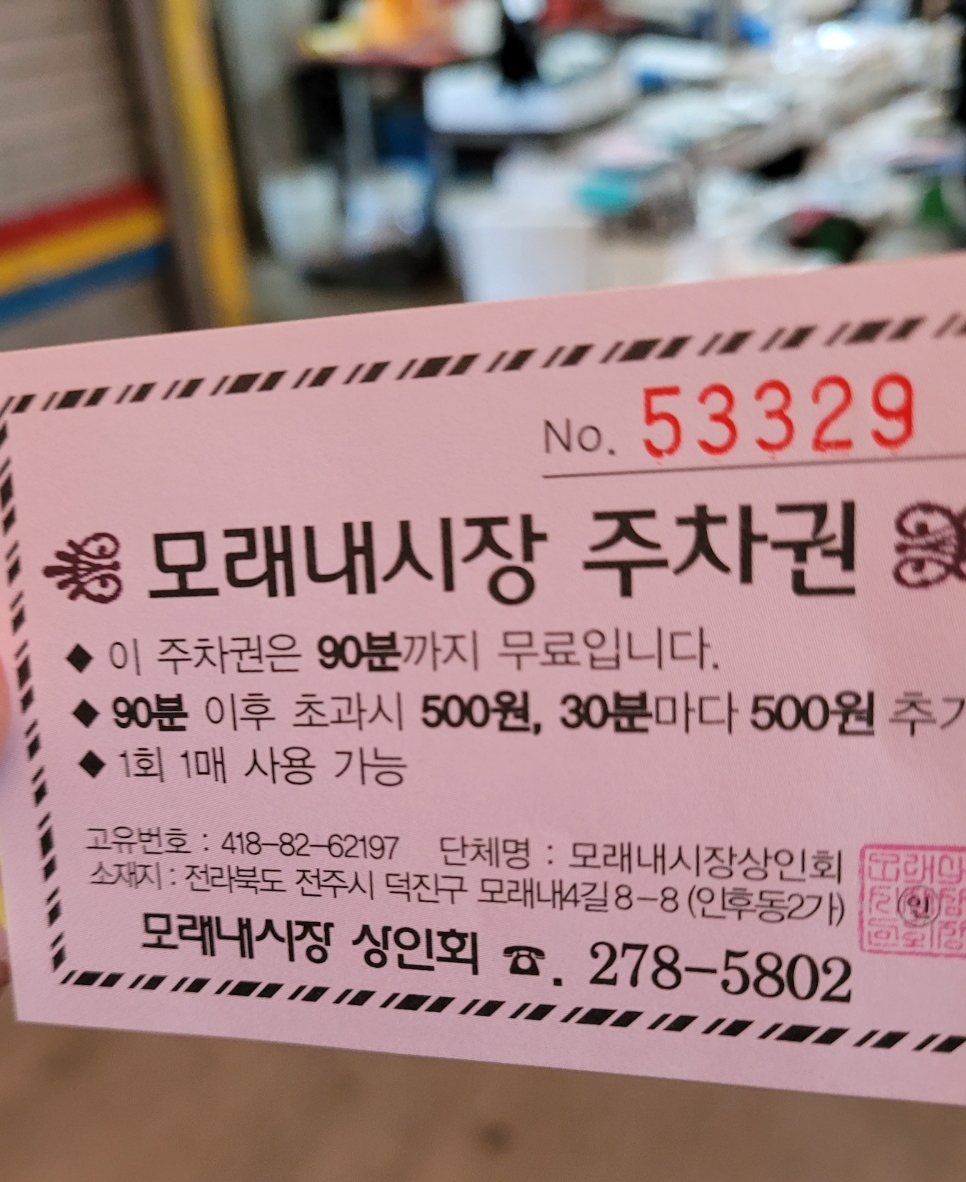 No. 53329
모래내시장 주차권
◆ 이 주차권은 90분까지 무료입니다.
◆ 90분 이후 초과시 500원, 30분마다 500원
◆ 1회 1매 사용 가능
고유번호 : 418-82-62197 단체명 : 모래내시장상인회
소재지 : 전라북도 전주시 덕진구 모래내4길 8-8 (인후동2가) 인
모래내시장 상인회 ☎. 278-5802